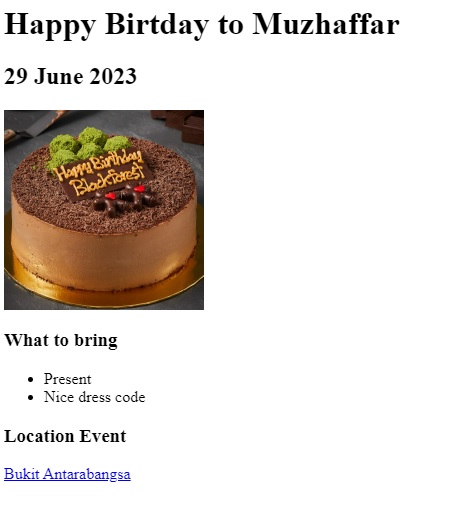 Happy Birtday to Muzhaffar
29 June 2023
Happy Birthday
Blackforest
What to bring
Present
Nice dress code
Location Event
Bukit Antarabangsa